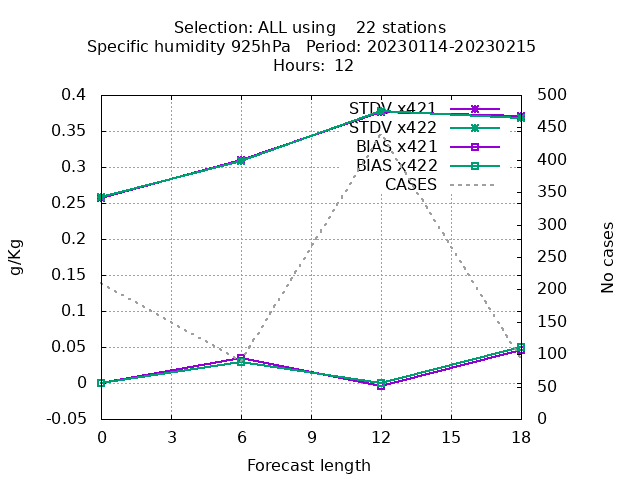 Selection: ALL using    22 stations
Specific humidity 925hPa   Period: 20230114-20230215
Hours: 12
STDV x421
STDV x422
BIAS x421
BIAS x422
CASES
0.4
0.35
0.3
0.25
0.2
0.15
0.1
0.05
0
-0.05
g/Kg
500
450
400
350
300
250
200
150
100
50
0
No cases
0 3 6 9 12 15 18
Forecast length